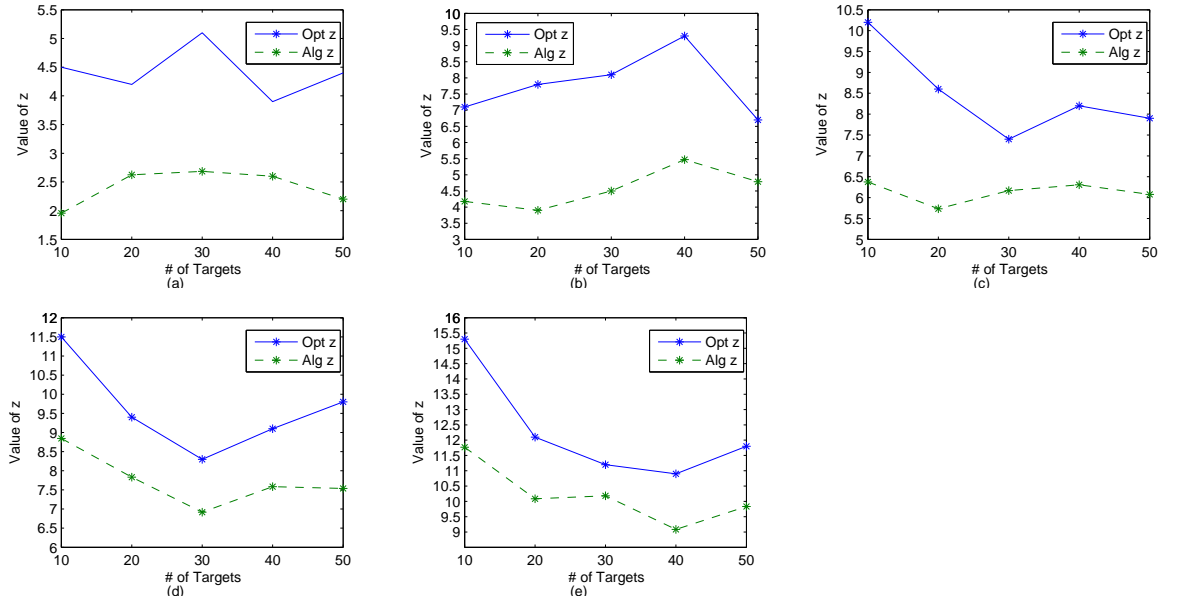 5.5
5
4.5
4
3.5
3
2.5
2
1.5
Value of z
Opt z
Alg z
10 20 30 40 50
# of Targets
(a)
10
9.5
9
8.5
8
7.5
7
6.5
6
5.5
5
4.5
4
3.5
3
Value of z
Opt z
Alg z
10 20 30 40 50
# of Targets
(b)
10.5
10
9.5
9
8.5
8
7.5
7
6.5
6
5.5
5
Value of z
Opt z
Alg z
10 20 30 40 50
# of Targets
(c)
12
11.5
11
10.5
10
9.5
9
8.5
8
7.5
7
6.5
6
Value of z
Opt z
Alg z
10 20 30 40 50
# of Targets
(d)
16
15.5
15
14.5
14
13.5
13
12.5
12
11.5
11
10.5
10
9.5
9
Value of z
Opt z
Alg z
10 20 30 40 50
# of Targets
(e)